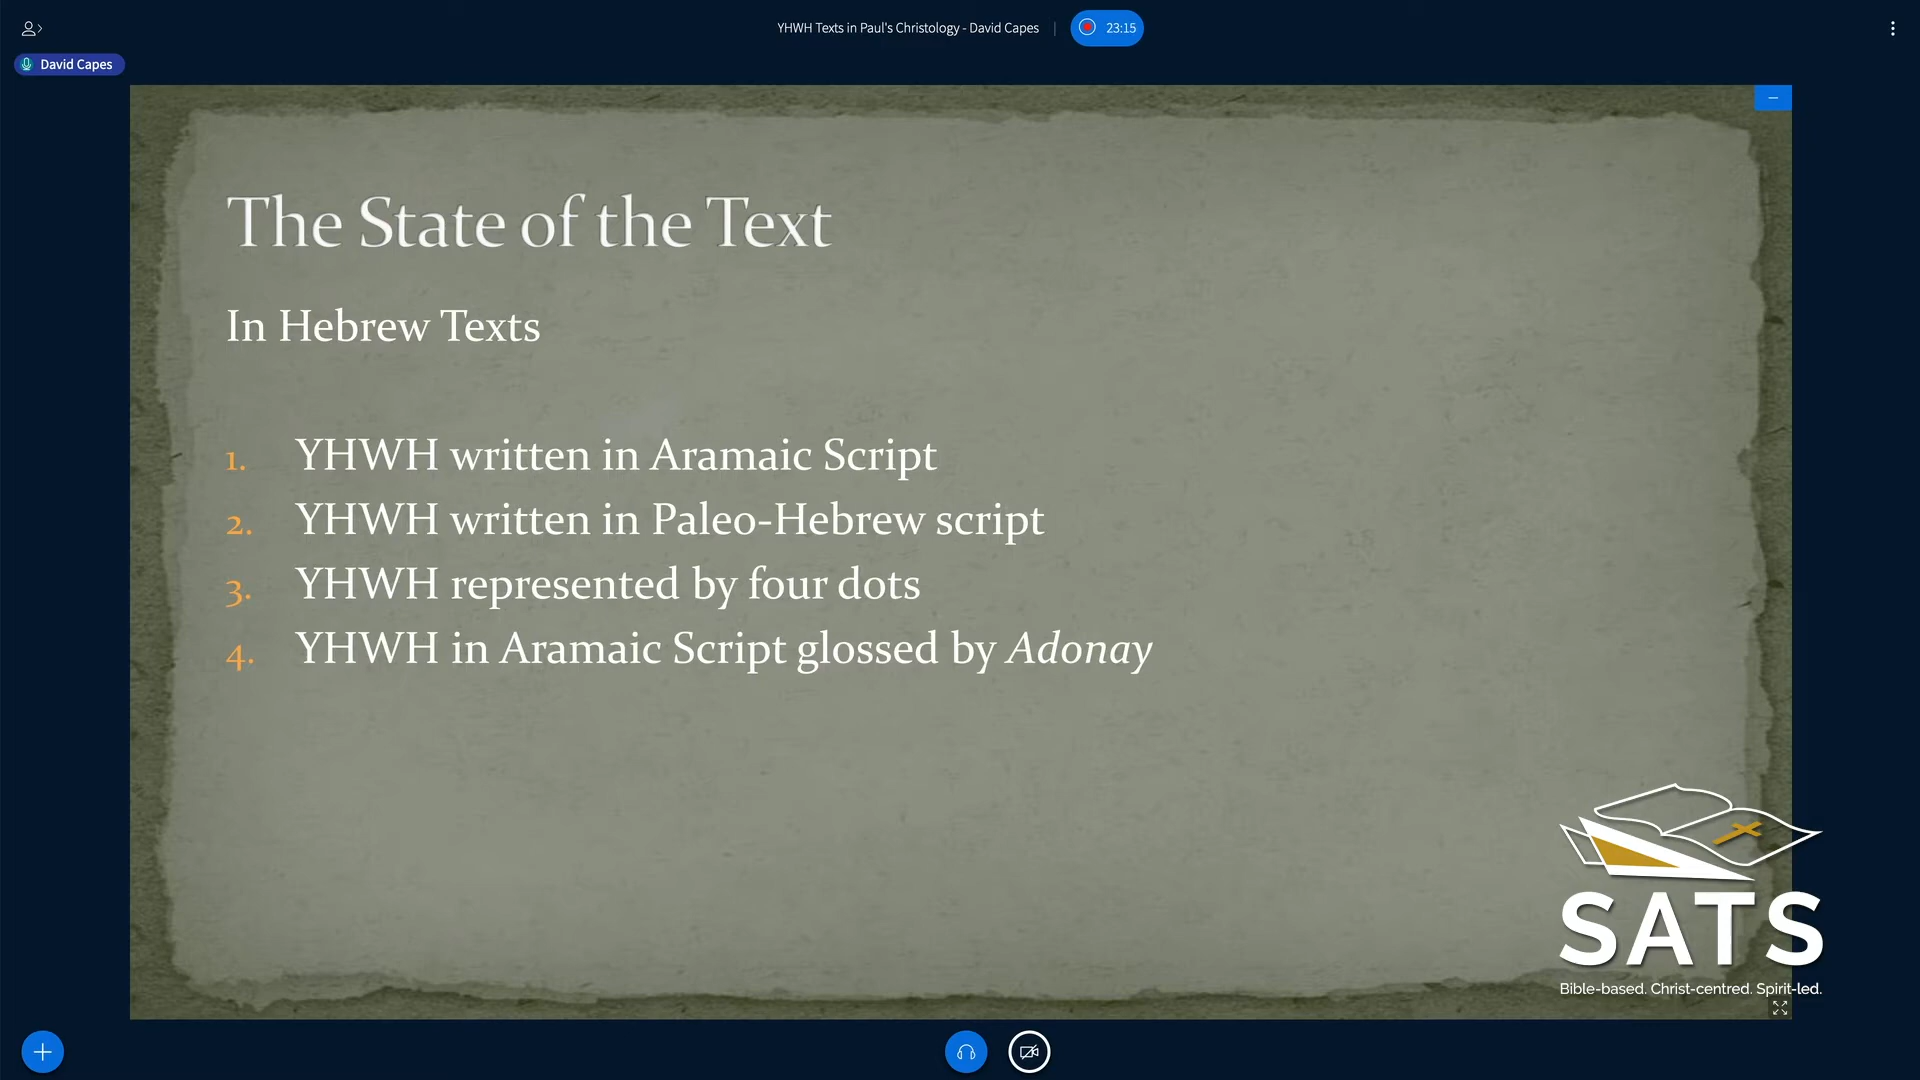 YHWH Texts in Paul's Christology - David Capes
23:15
David Capes
The State of the Text
In Hebrew Texts
1. YHWH written in Aramaic Script
2. YHWH written in Paleo-Hebrew script
3. YHWH represented by four dots
4. YHWH in Aramaic Script glossed by Adonay
SATS
Bible-based. Christ-centred. Spirit-led.